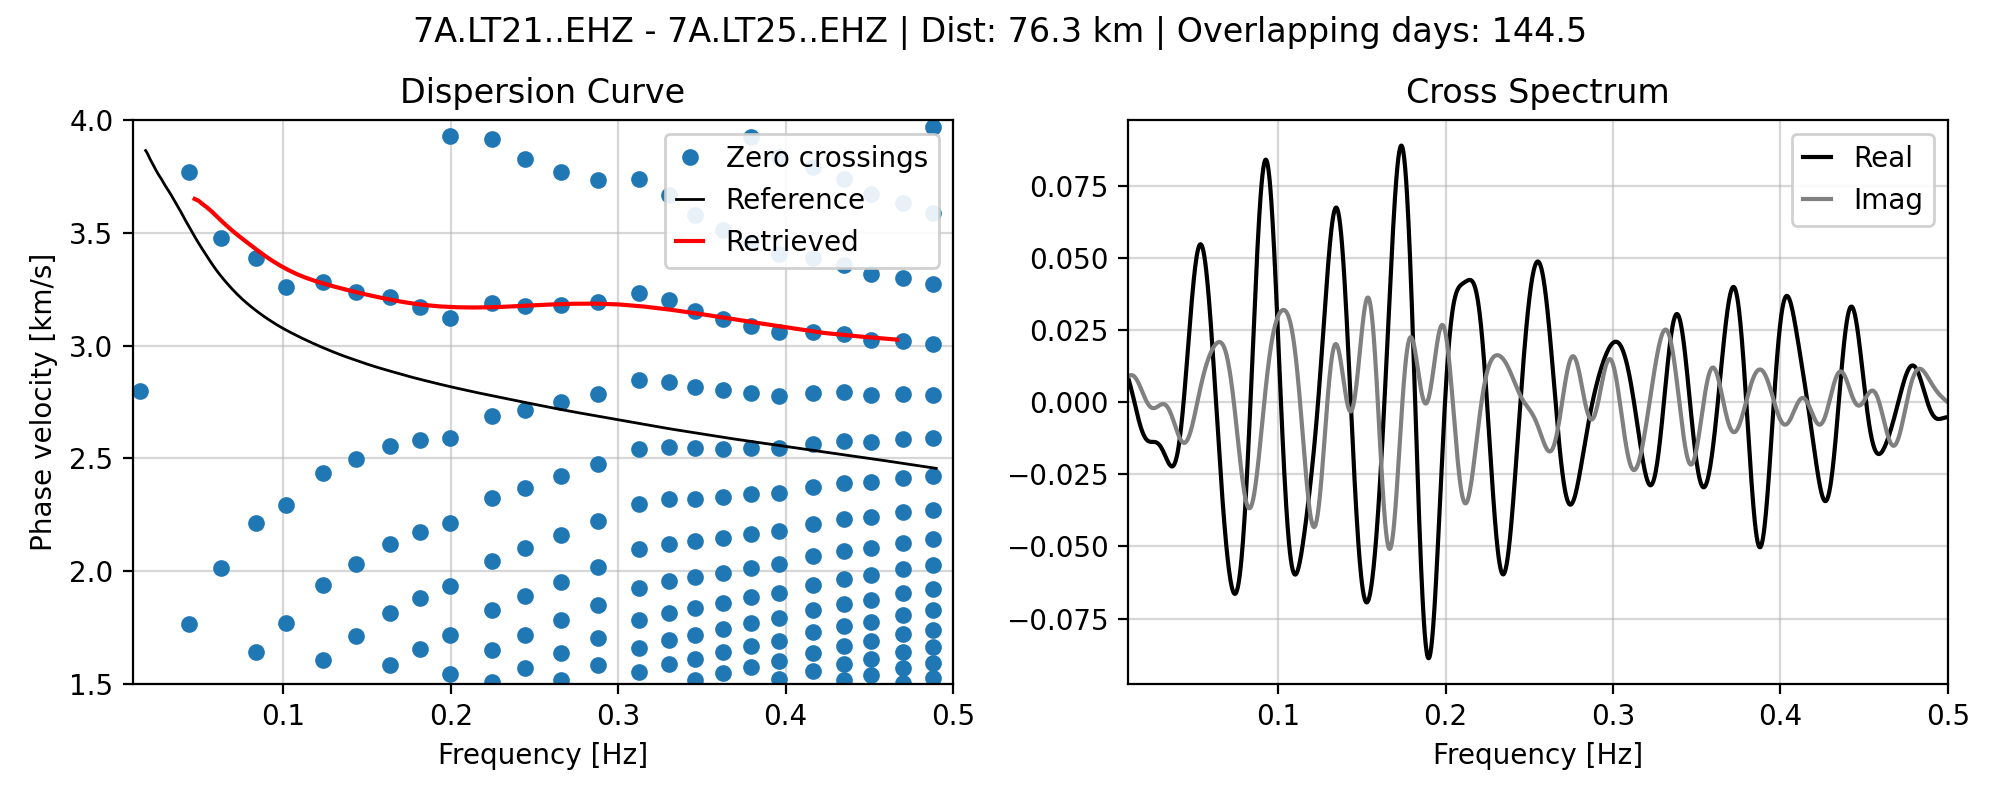 7A.LT21..EHZ - 7A.LT25..EHZ | Dist: 76.3 km | Overlapping days: 144.5
Dispersion Curve
4.0
3.5
3.0
2.5
2.0
1.5
Phase velocity [km/s]
0.1 0.2 0.3 0.4 0.5
Frequency [Hz]
Zero crossings
Reference
Retrieved
Cross Spectrum
0.075
0.050
0.025
0.000
−0.025
−0.050
−0.075
0.1 0.2 0.3 0.4 0.5
Frequency [Hz]
Real
Imag